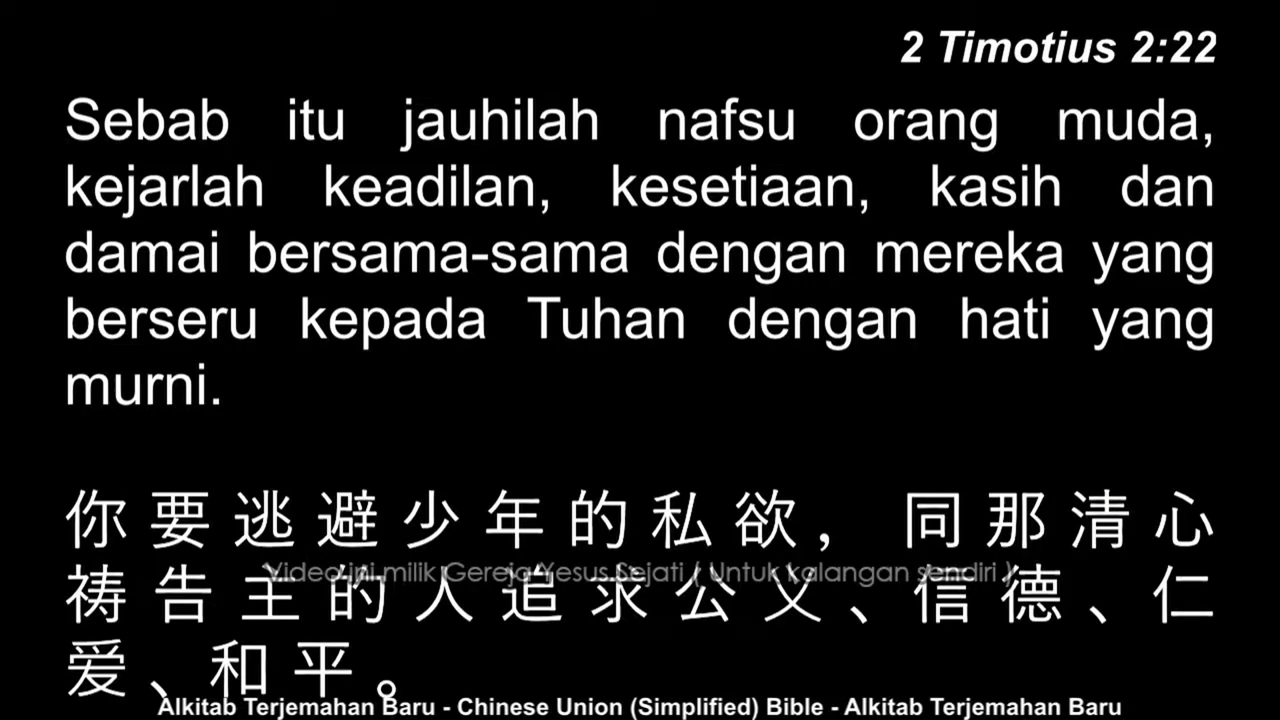 2 Timotius 2:22
Sebab itu jauhilah nafsu orang muda,
kejarlah keadilan, kesetiaan, kasih dan
damai bersama-sama dengan mereka yang
berseru kepada Tuhan dengan hati yang
murni.
你要逃避少年的私欲，同那清心
祷告主的人追求公义、信德、仁
爱、和平。
Video ini milik Gereja Yesus Sejati ( Untuk kalangan sendiri )
Alkitab Terjemahan Baru - Chinese Union (Simplified) Bible - Alkitab Terjemahan Baru